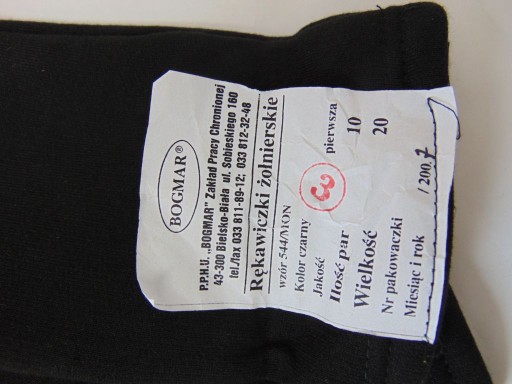 BOGMAR®
P.P.H.U. „BOGMAR" Zakład Pracy Chronionej
43-300 Bielsko-Biała ul. Sobieskiego 160
tel./fax 033 811-89-12; 033 812-32-48
Rękawiczki żołnierskie
wzór 544/MON
Kolor czarny
Jakość pierwsza
Ilość par 10
Wielkość 20
Nr pakowaczki
Miesiąc i rok / 200.7